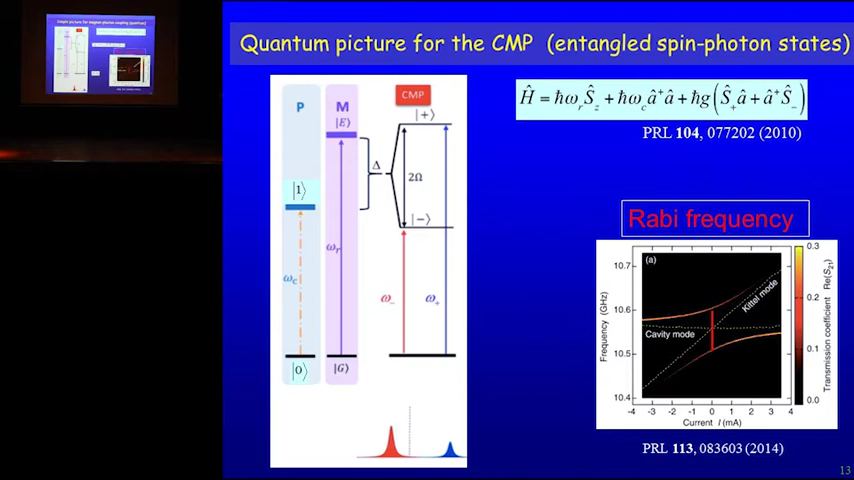 Quantum picture for the CMP (entangled spin-photon states)
P
M
CMP
|E⟩
|+⟩
Δ
2Ω
|1⟩
|−⟩
ω_r
ω_c
ω_−
ω_+
|0⟩
|G⟩
Ĥ = ħω_rŜ_z + ħω_câ⁺â + ħg(Ŝ_+â + â⁺Ŝ_−)
PRL 104, 077202 (2010)
Rabi frequency
(a)
10.7
10.6
10.5
10.4
Frequency (GHz)
Kittel mode
Cavity mode
-4 -3 -2 -1 0 1 2 3 4
Current I (mA)
0.3
0.2
0.1
0.0
Transmission coefficient Re(S₂₁)
PRL 113, 083603 (2014)
13